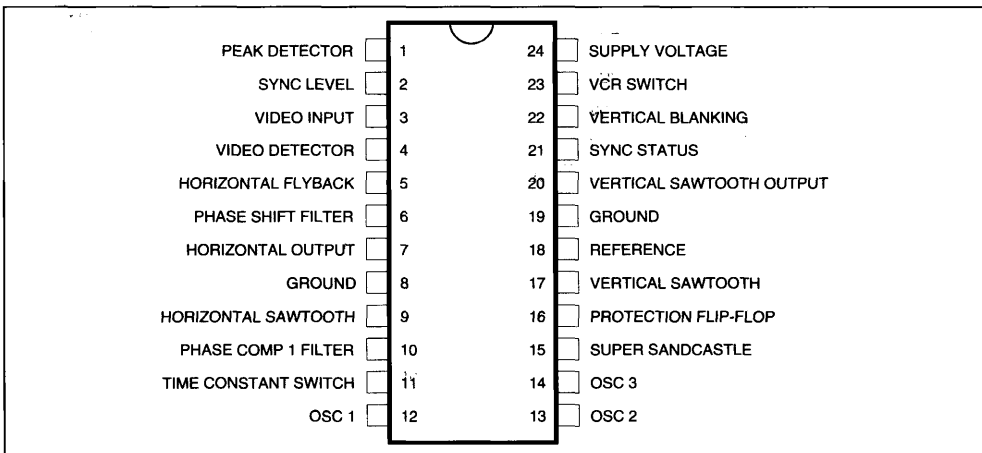 PEAK DETECTOR 1 24 SUPPLY VOLTAGE
SYNC LEVEL 2 23 VCR SWITCH
VIDEO INPUT 3 22 VERTICAL BLANKING
VIDEO DETECTOR 4 21 SYNC STATUS
HORIZONTAL FLYBACK 5 20 VERTICAL SAWTOOTH OUTPUT
PHASE SHIFT FILTER 6 19 GROUND
HORIZONTAL OUTPUT 7 18 REFERENCE
GROUND 8 17 VERTICAL SAWTOOTH
HORIZONTAL SAWTOOTH 9 16 PROTECTION FLIP-FLOP
PHASE COMP 1 FILTER 10 15 SUPER SANDCASTLE
TIME CONSTANT SWITCH 11 14 OSC 3
OSC 1 12 13 OSC 2